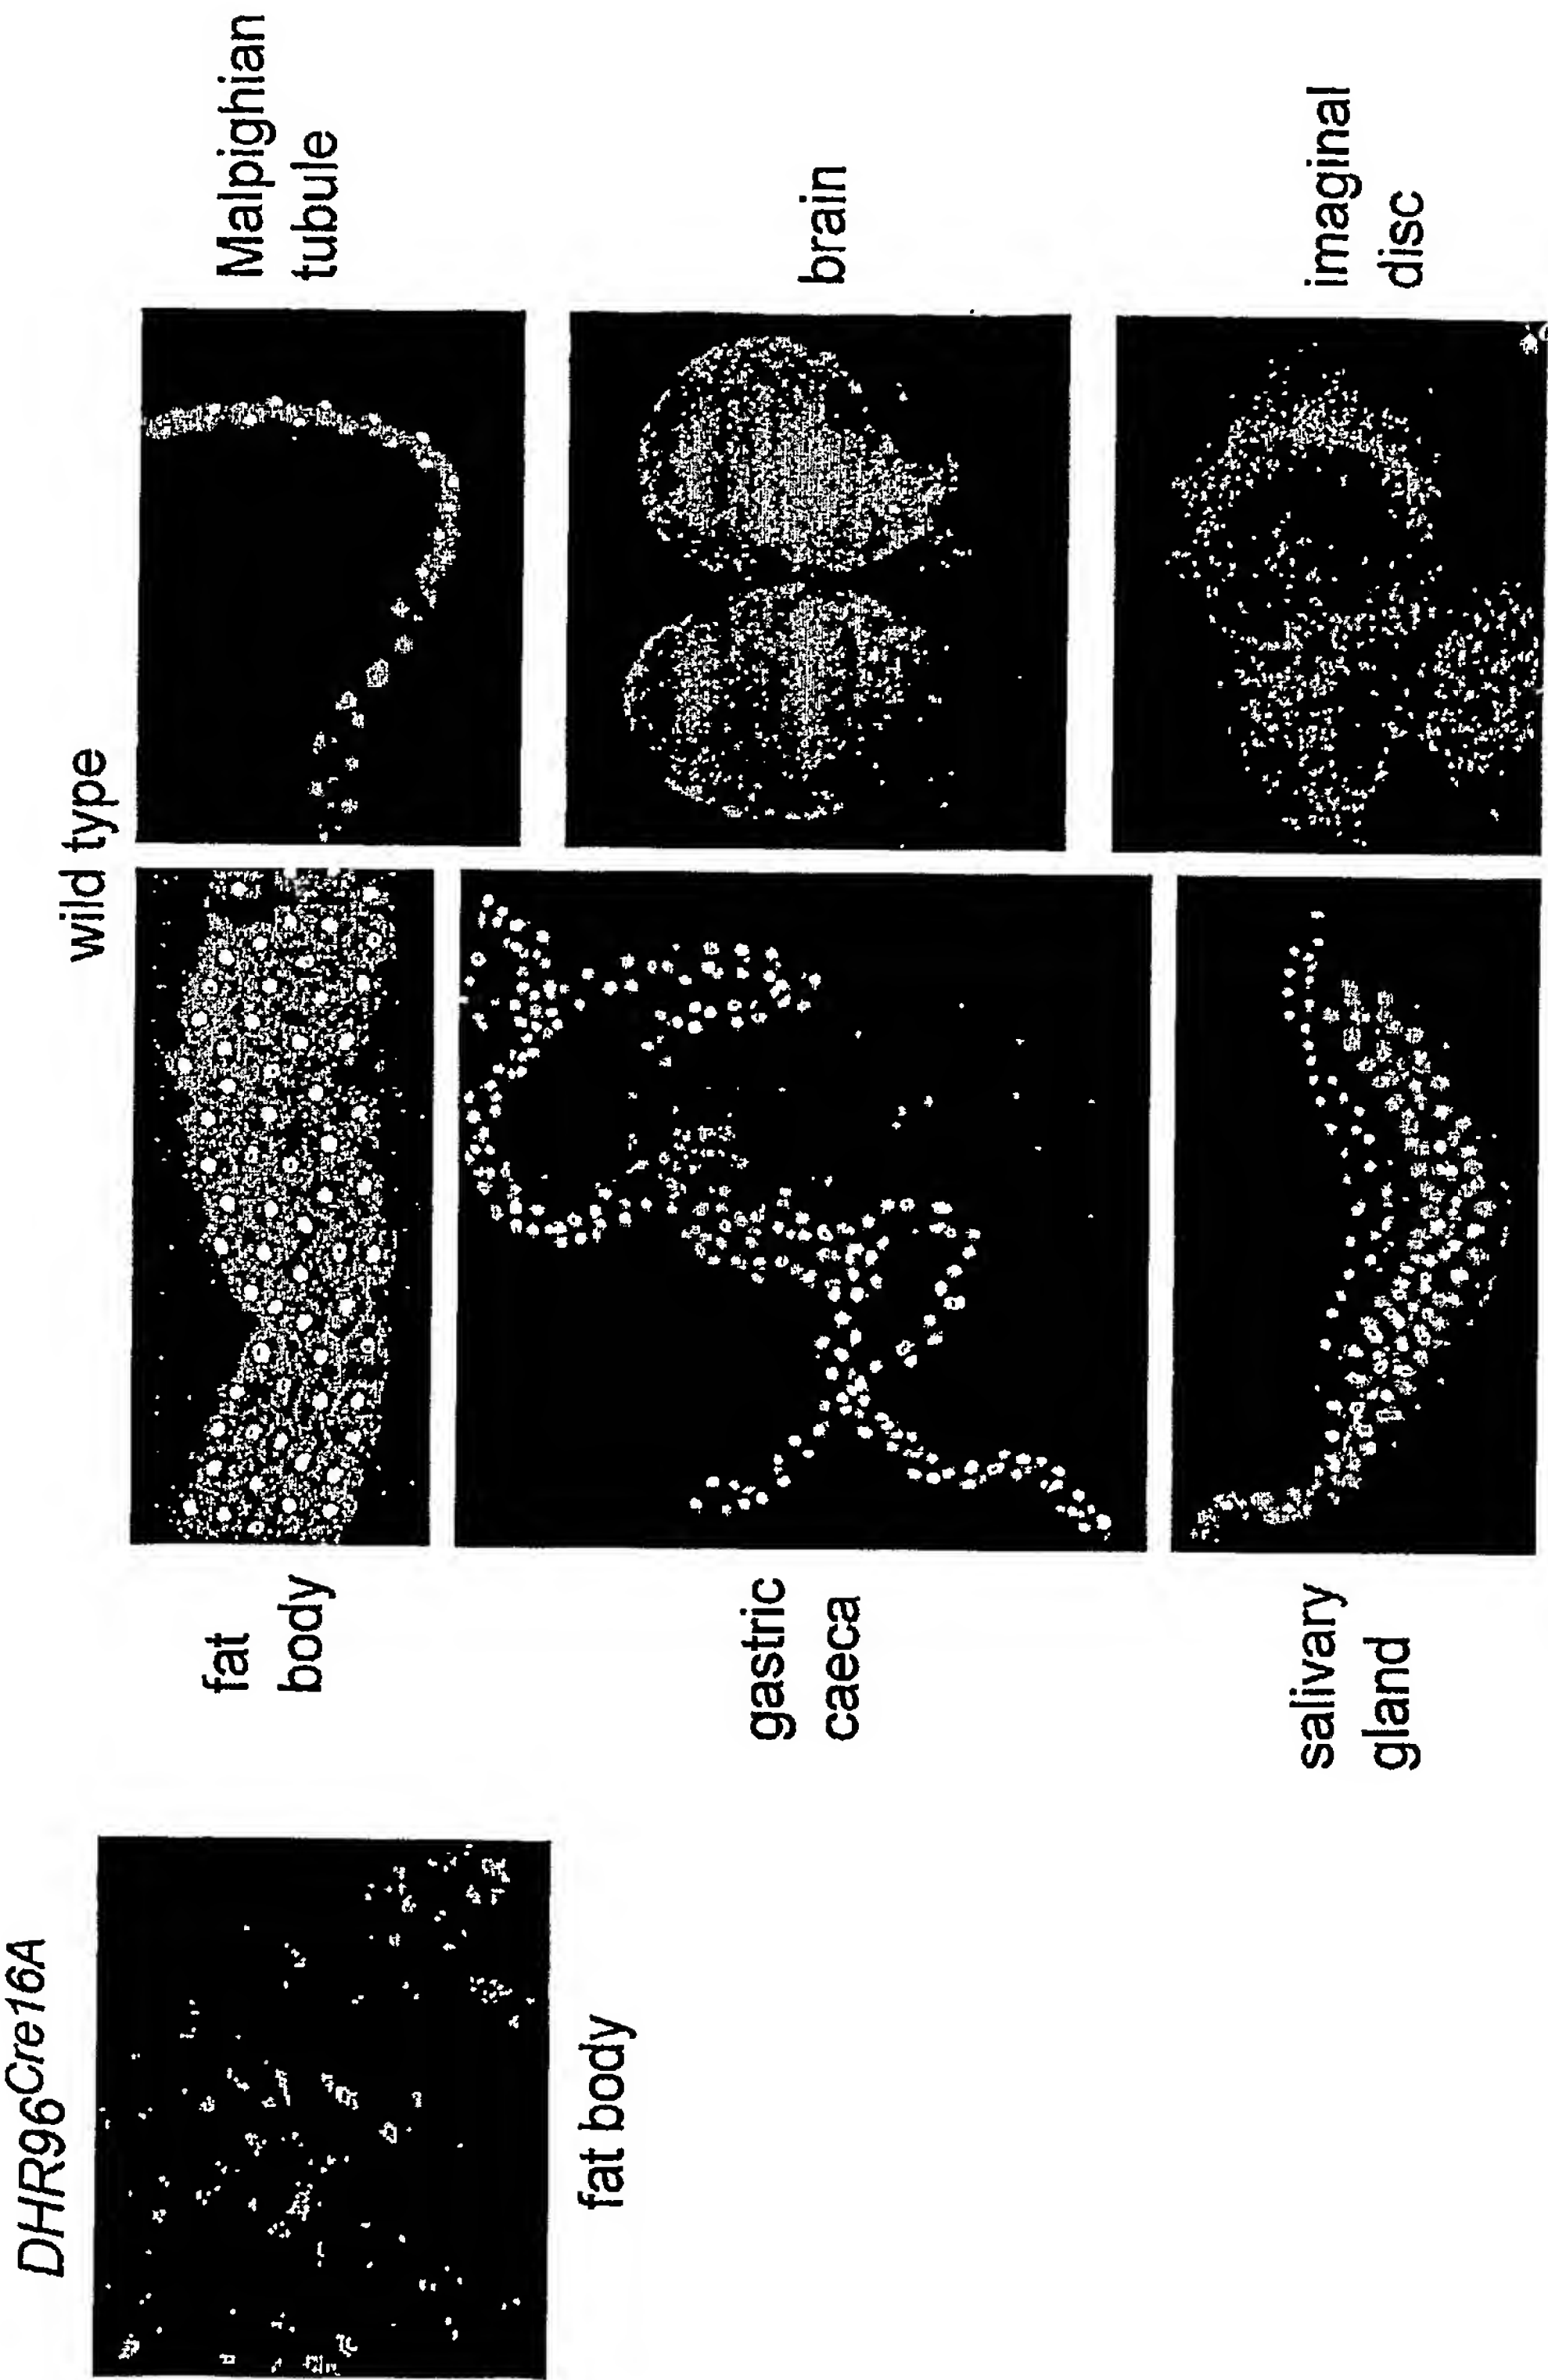 DHR96Cre16A
fat body
wild type
fat
body
Malpighian
tubule
gastric
caeca
brain
salivary
gland
imaginal
disc